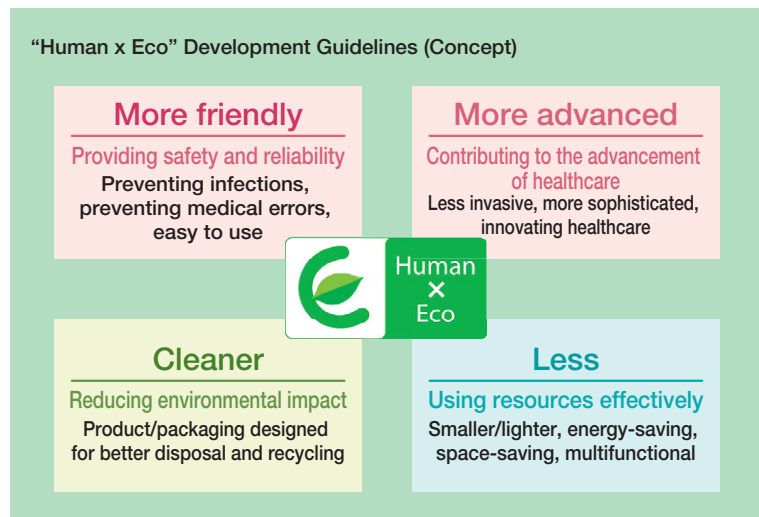 “Human x Eco” Development Guidelines (Concept)
More friendly
Providing safety and reliability
Preventing infections,
preventing medical errors,
easy to use
More advanced
Contributing to the advancement
of healthcare
Less invasive, more sophisticated,
innovating healthcare
Human
×
Eco
Cleaner
Reducing environmental impact
Product/packaging designed
for better disposal and recycling
Less
Using resources effectively
Smaller/lighter, energy-saving,
space-saving, multifunctional